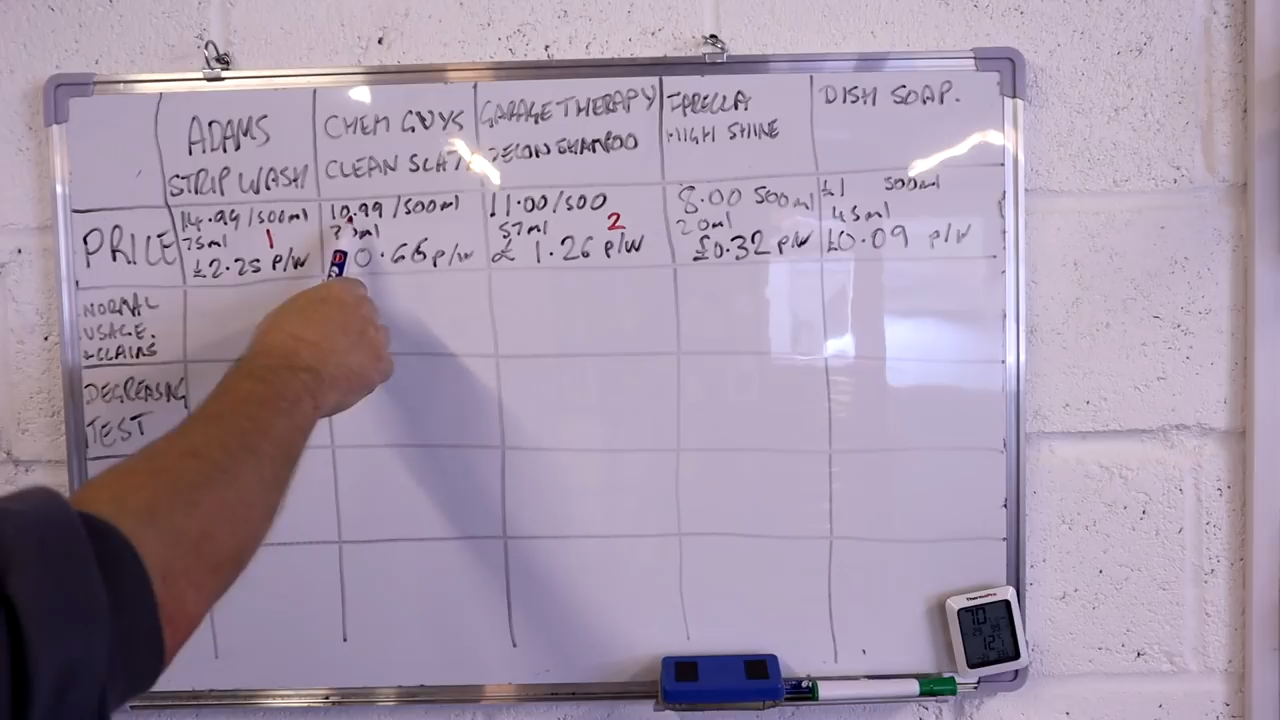 ADAMS
STRIP WASH
CHEM GUYS
CLEAN
GARAGE THERAPY
DECON SHAMPOO
HIGH SHINE
DISH SOAP.
PRICE
14.99/500ml
75ml 1
£2.25 P/W
10.99/500ml
0.66 P/W
11.00/500
57ml 2
£ 1.26 P/W
8.00 500ml
20ml
£0.32 P/W
£1 500ml
45ml
£0.09 P/W
NORMAL
USAGE.
+CLAIMS
DEGREASING
TEST
ThermoPro